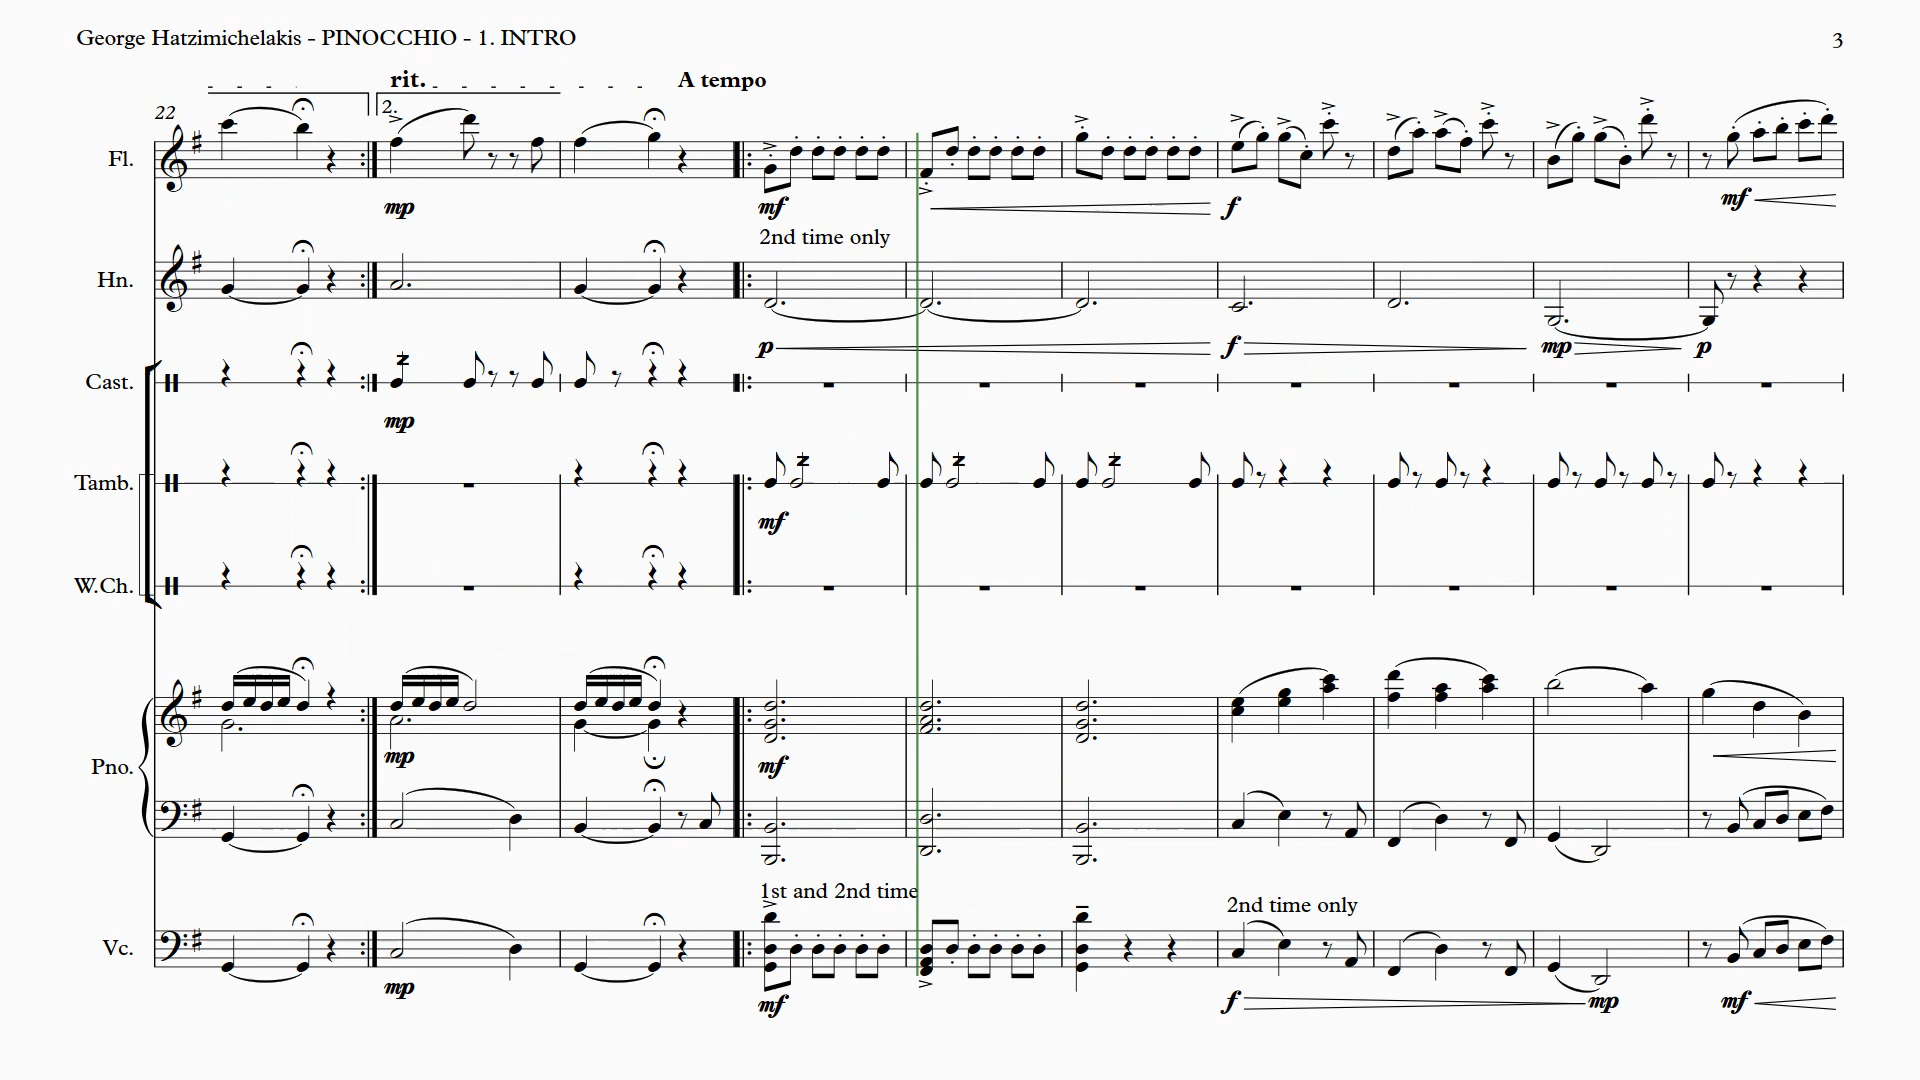 George Hatzimichelakis - PINOCCHIO - 1. INTRO 3
rit. A tempo
22 2.
Fl.
mp mf f mf
2nd time only
Hn.
p f mp p
Cast.
mp
Tamb.
mf
W.Ch.
Pno.
mp mf
1st and 2nd time
2nd time only
Vc.
mp mf f mp mf